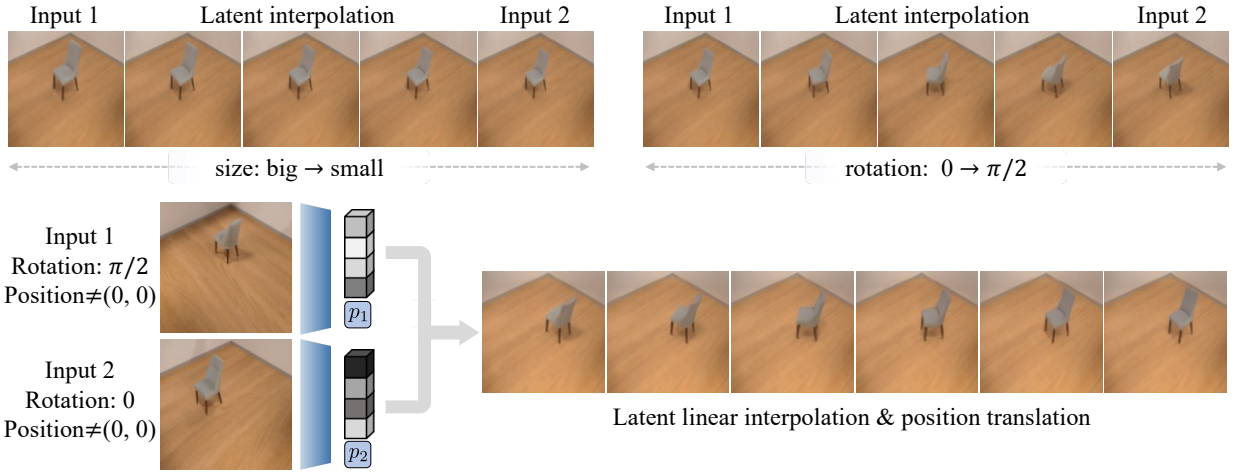 Input 1 Latent interpolation Input 2
Input 1 Latent interpolation Input 2
size: big → small
rotation: 0 → π/2
Input 1
Rotation: π/2
Position≠(0, 0)
p₁
Input 2
Rotation: 0
Position≠(0, 0)
p₂
Latent linear interpolation & position translation